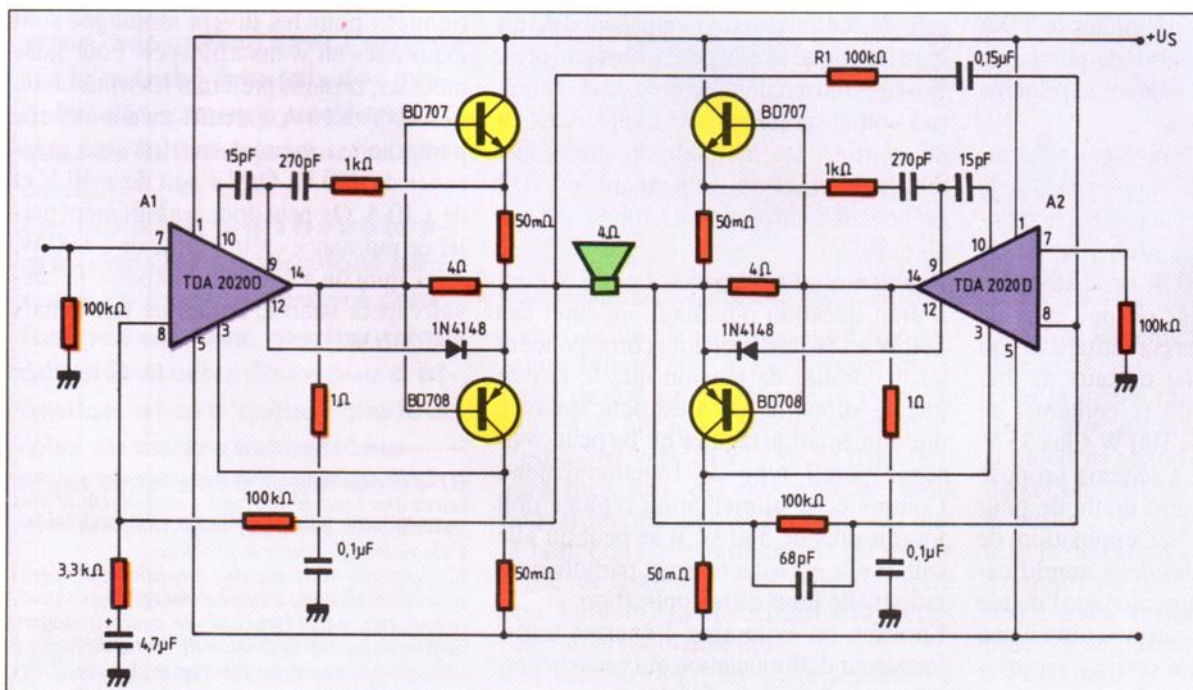 +US
R1 100kΩ
0,15µF
BD707
BD707
15pF
270pF
1kΩ
1kΩ
270pF
15pF
A1
A2
50mΩ
50mΩ
4Ω
7
1
10
9
14
TDA 2020D
12
8
3
5
4Ω
4Ω
14
9
10
1
7
TDA 2020D
12
8
3
5
100kΩ
100kΩ
1N4148
1N4148
1Ω
1Ω
BD708
BD708
100kΩ
100kΩ
3,3kΩ
0,1µF
50mΩ
50mΩ
68pF
0,1µF
4,7µF